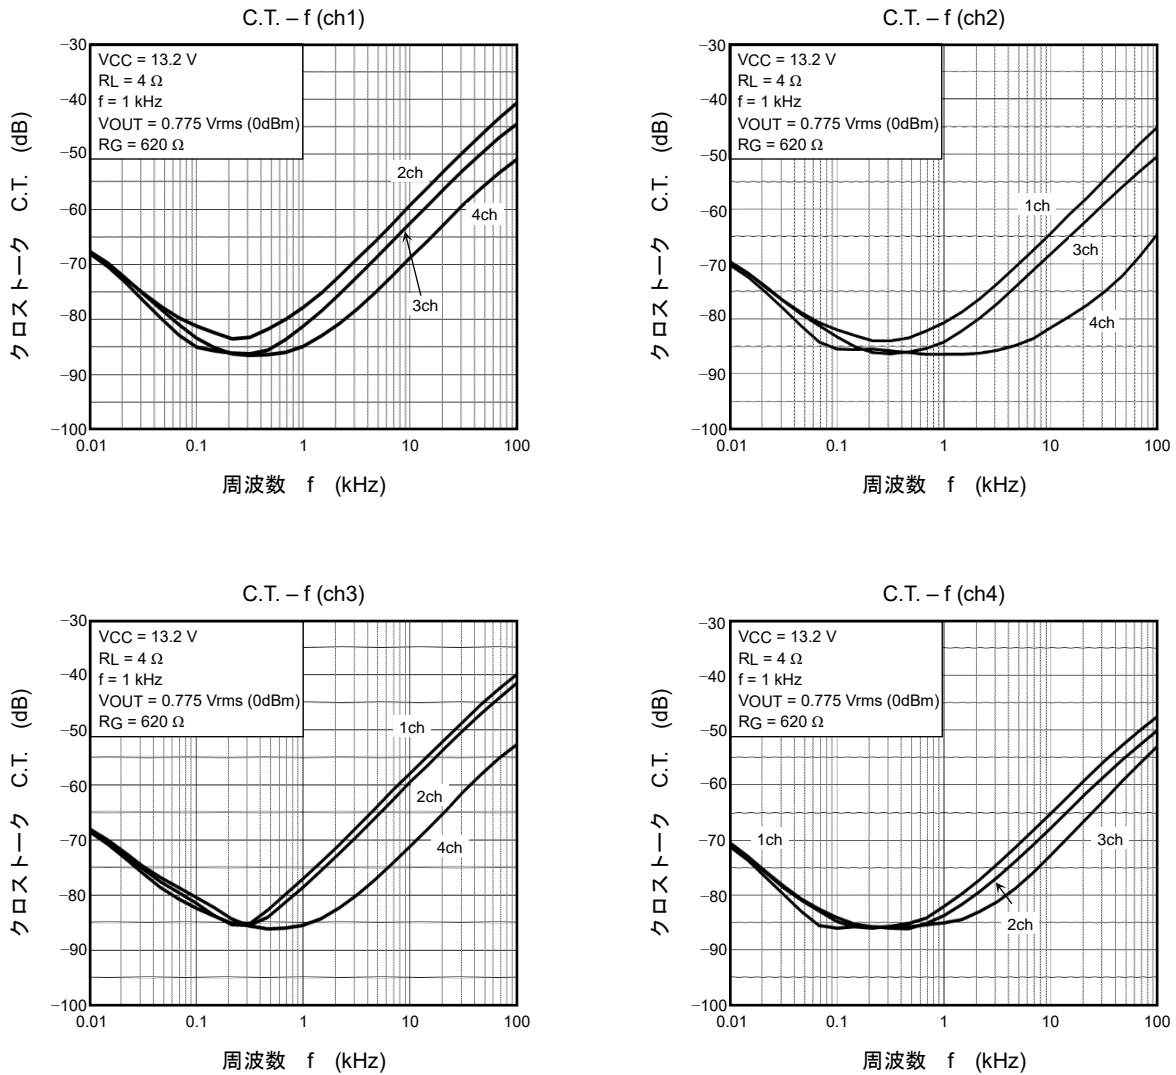 C.T. – f (ch1)
クロストーク C.T. (dB)
VCC = 13.2 V
RL = 4 Ω
f = 1 kHz
VOUT = 0.775 Vrms (0dBm)
RG = 620 Ω
−30
−40
−50
−60
−70
−80
−90
−100
2ch
4ch
3ch
0.01 0.1 1 10 100
周波数 f (kHz)
C.T. – f (ch2)
クロストーク C.T. (dB)
VCC = 13.2 V
RL = 4 Ω
f = 1 kHz
VOUT = 0.775 Vrms (0dBm)
RG = 620 Ω
−30
−40
−50
−60
−70
−80
−90
−100
1ch
3ch
4ch
0.01 0.1 1 10 100
周波数 f (kHz)
C.T. – f (ch3)
クロストーク C.T. (dB)
VCC = 13.2 V
RL = 4 Ω
f = 1 kHz
VOUT = 0.775 Vrms (0dBm)
RG = 620 Ω
−30
−40
−50
−60
−70
−80
−90
−100
1ch
2ch
4ch
0.01 0.1 1 10 100
周波数 f (kHz)
C.T. – f (ch4)
クロストーク C.T. (dB)
VCC = 13.2 V
RL = 4 Ω
f = 1 kHz
VOUT = 0.775 Vrms (0dBm)
RG = 620 Ω
−30
−40
−50
−60
−70
−80
−90
−100
1ch
3ch
2ch
0.01 0.1 1 10 100
周波数 f (kHz)